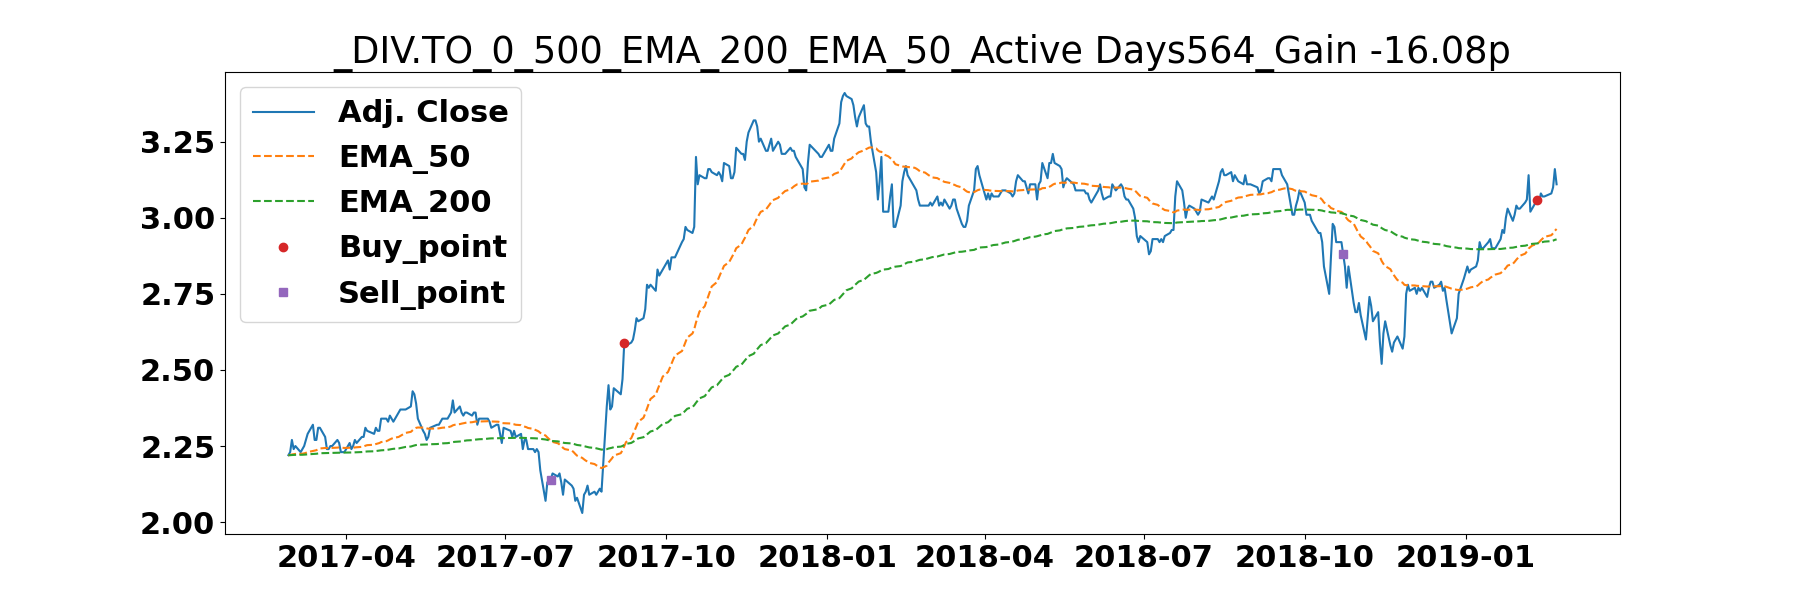 _DIV.TO_0_500_EMA_200_EMA_50_Active Days564_Gain -16.08p
Adj. Close
EMA_50
EMA_200
Buy_point
Sell_point
3.25
3.00
2.75
2.50
2.25
2.00
2017-04 2017-07 2017-10 2018-01 2018-04 2018-07 2018-10 2019-01